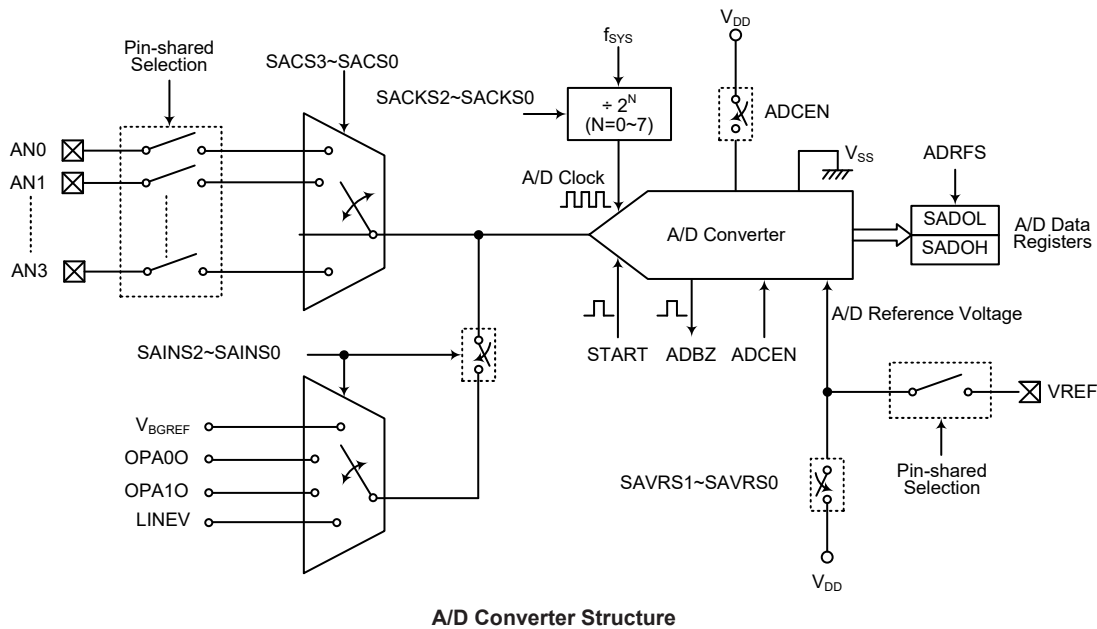 Pin-shared
Selection
SACS3~SACS0
fSYS
VDD
SACKS2~SACKS0
÷ 2^N
(N=0~7)
ADCEN
AN0
AN1
AN3
A/D Clock
VSS
ADRFS
A/D Converter
SADOL
SADOH
A/D Data
Registers
START
ADBZ
ADCEN
A/D Reference Voltage
SAINS2~SAINS0
VREF
VBGREF
OPA0O
OPA1O
LINEV
SAVRS1~SAVRS0
Pin-shared
Selection
VDD
A/D Converter Structure